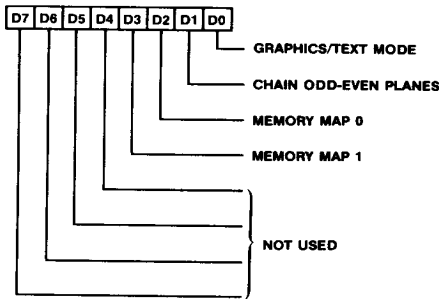 D7 D6 D5 D4 D3 D2 D1 D0
GRAPHICS/TEXT MODE
CHAIN ODD-EVEN PLANES
MEMORY MAP 0
MEMORY MAP 1
NOT USED